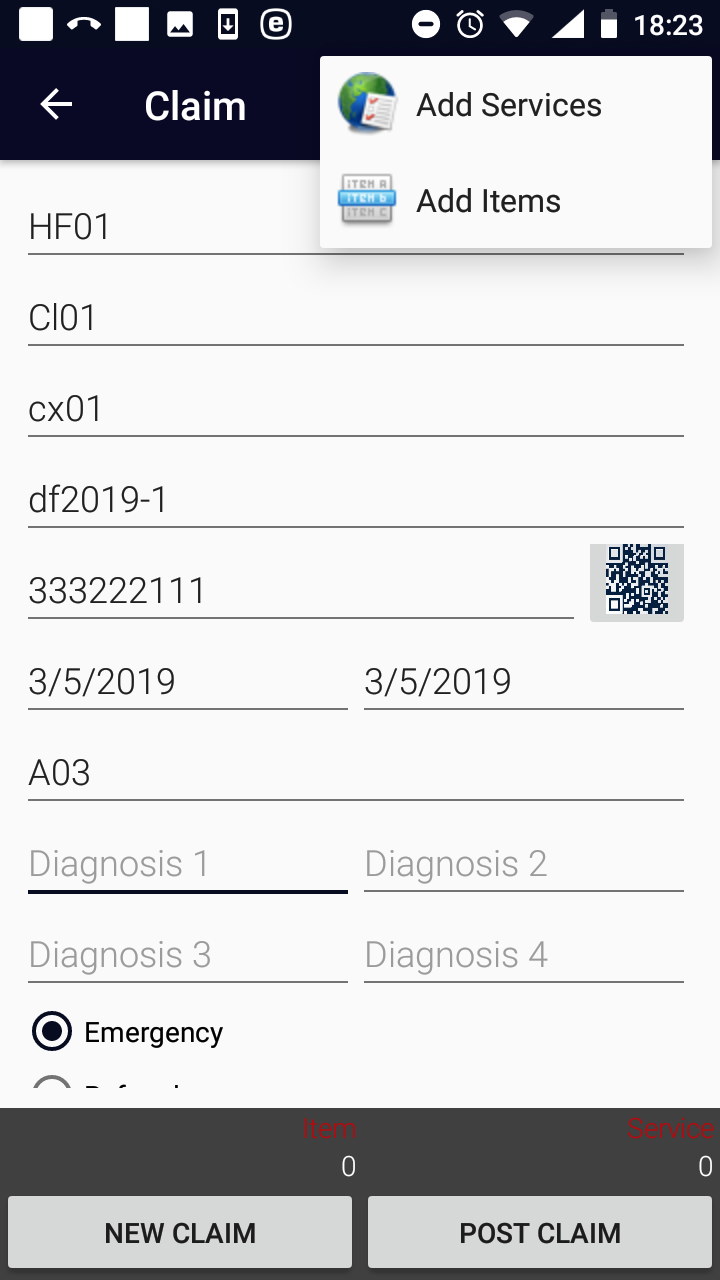 18:23
Claim
Add Services
Add Items
HF01
Cl01
cx01
df2019-1
333222111
3/5/2019 3/5/2019
A03
Diagnosis 1 Diagnosis 2
Diagnosis 3 Diagnosis 4
Emergency
Item Service
0 0
NEW CLAIM POST CLAIM